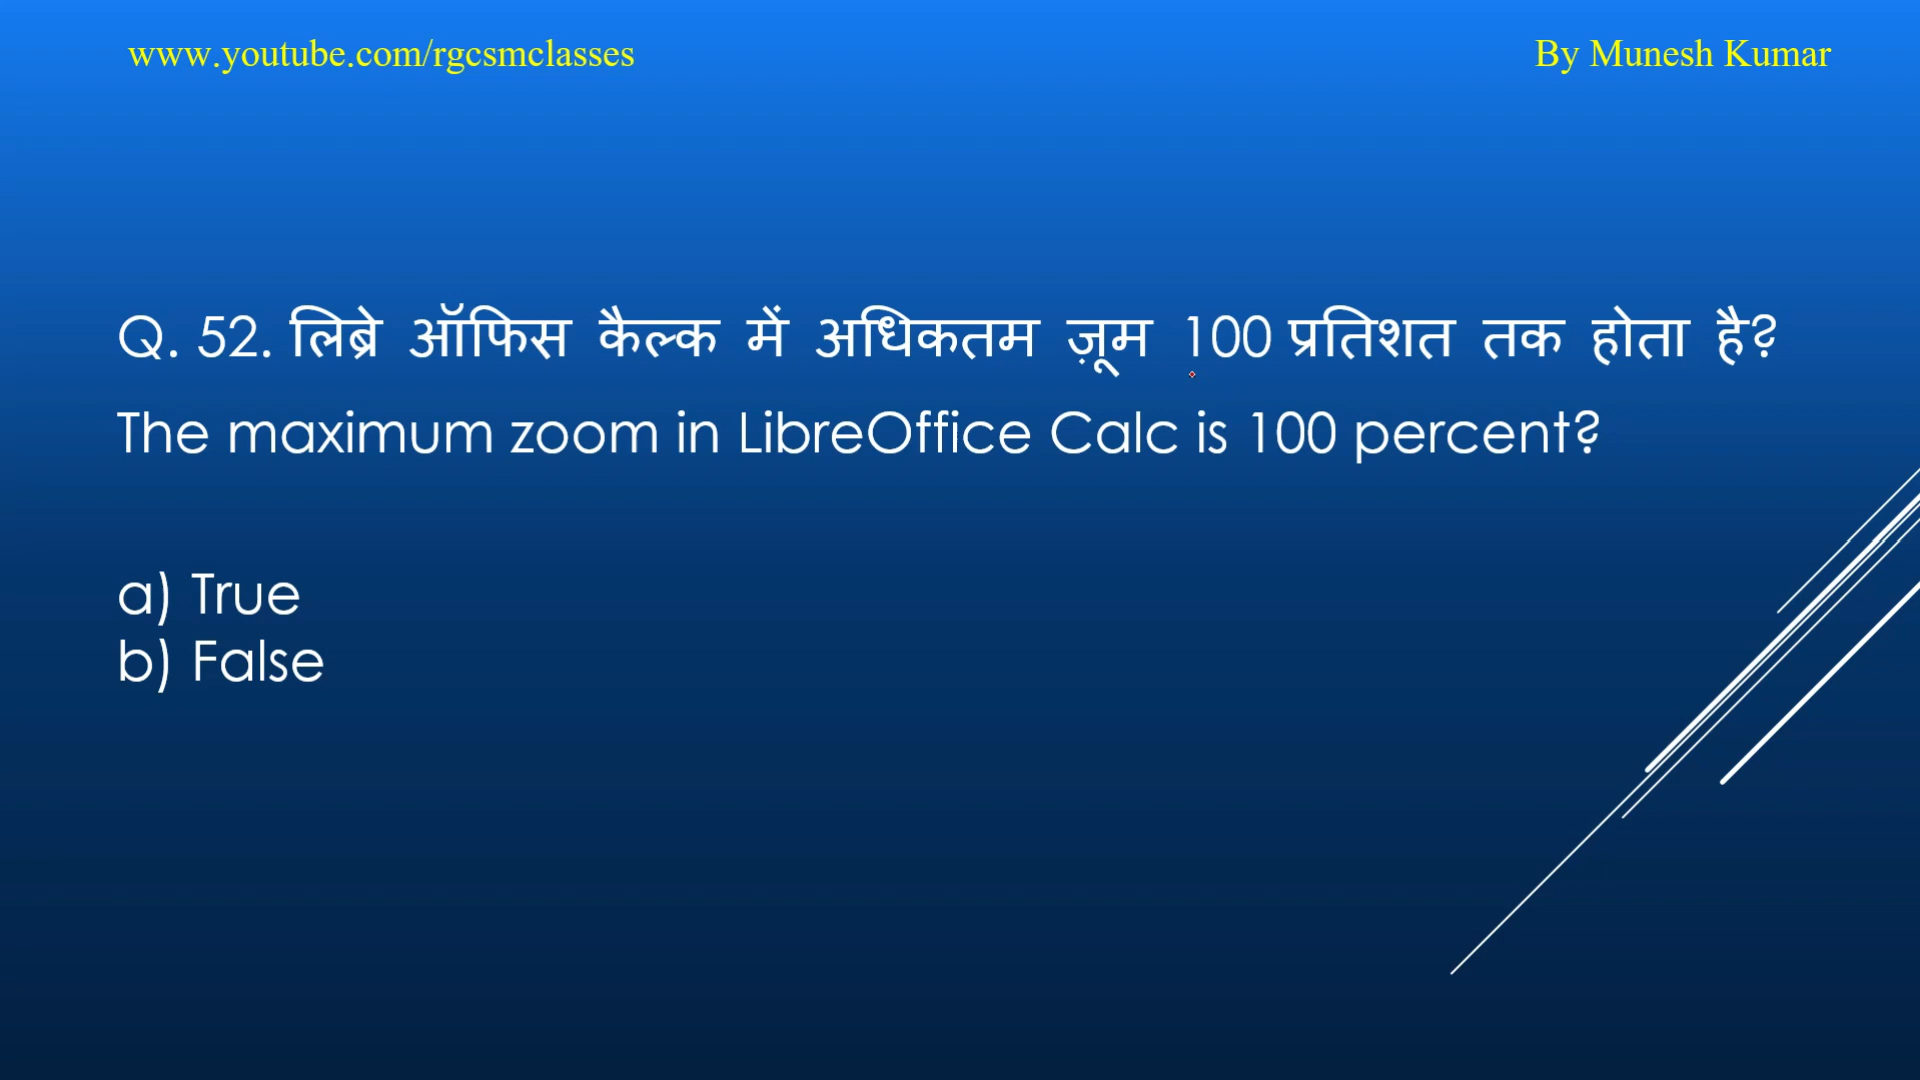 www.youtube.com/rgcsmclasses
By Munesh Kumar
Q. 52. लिब्रे ऑफिस कैल्क में अधिकतम ज़ूम 100 प्रतिशत तक होता है?
The maximum zoom in LibreOffice Calc is 100 percent?
a) True
b) False